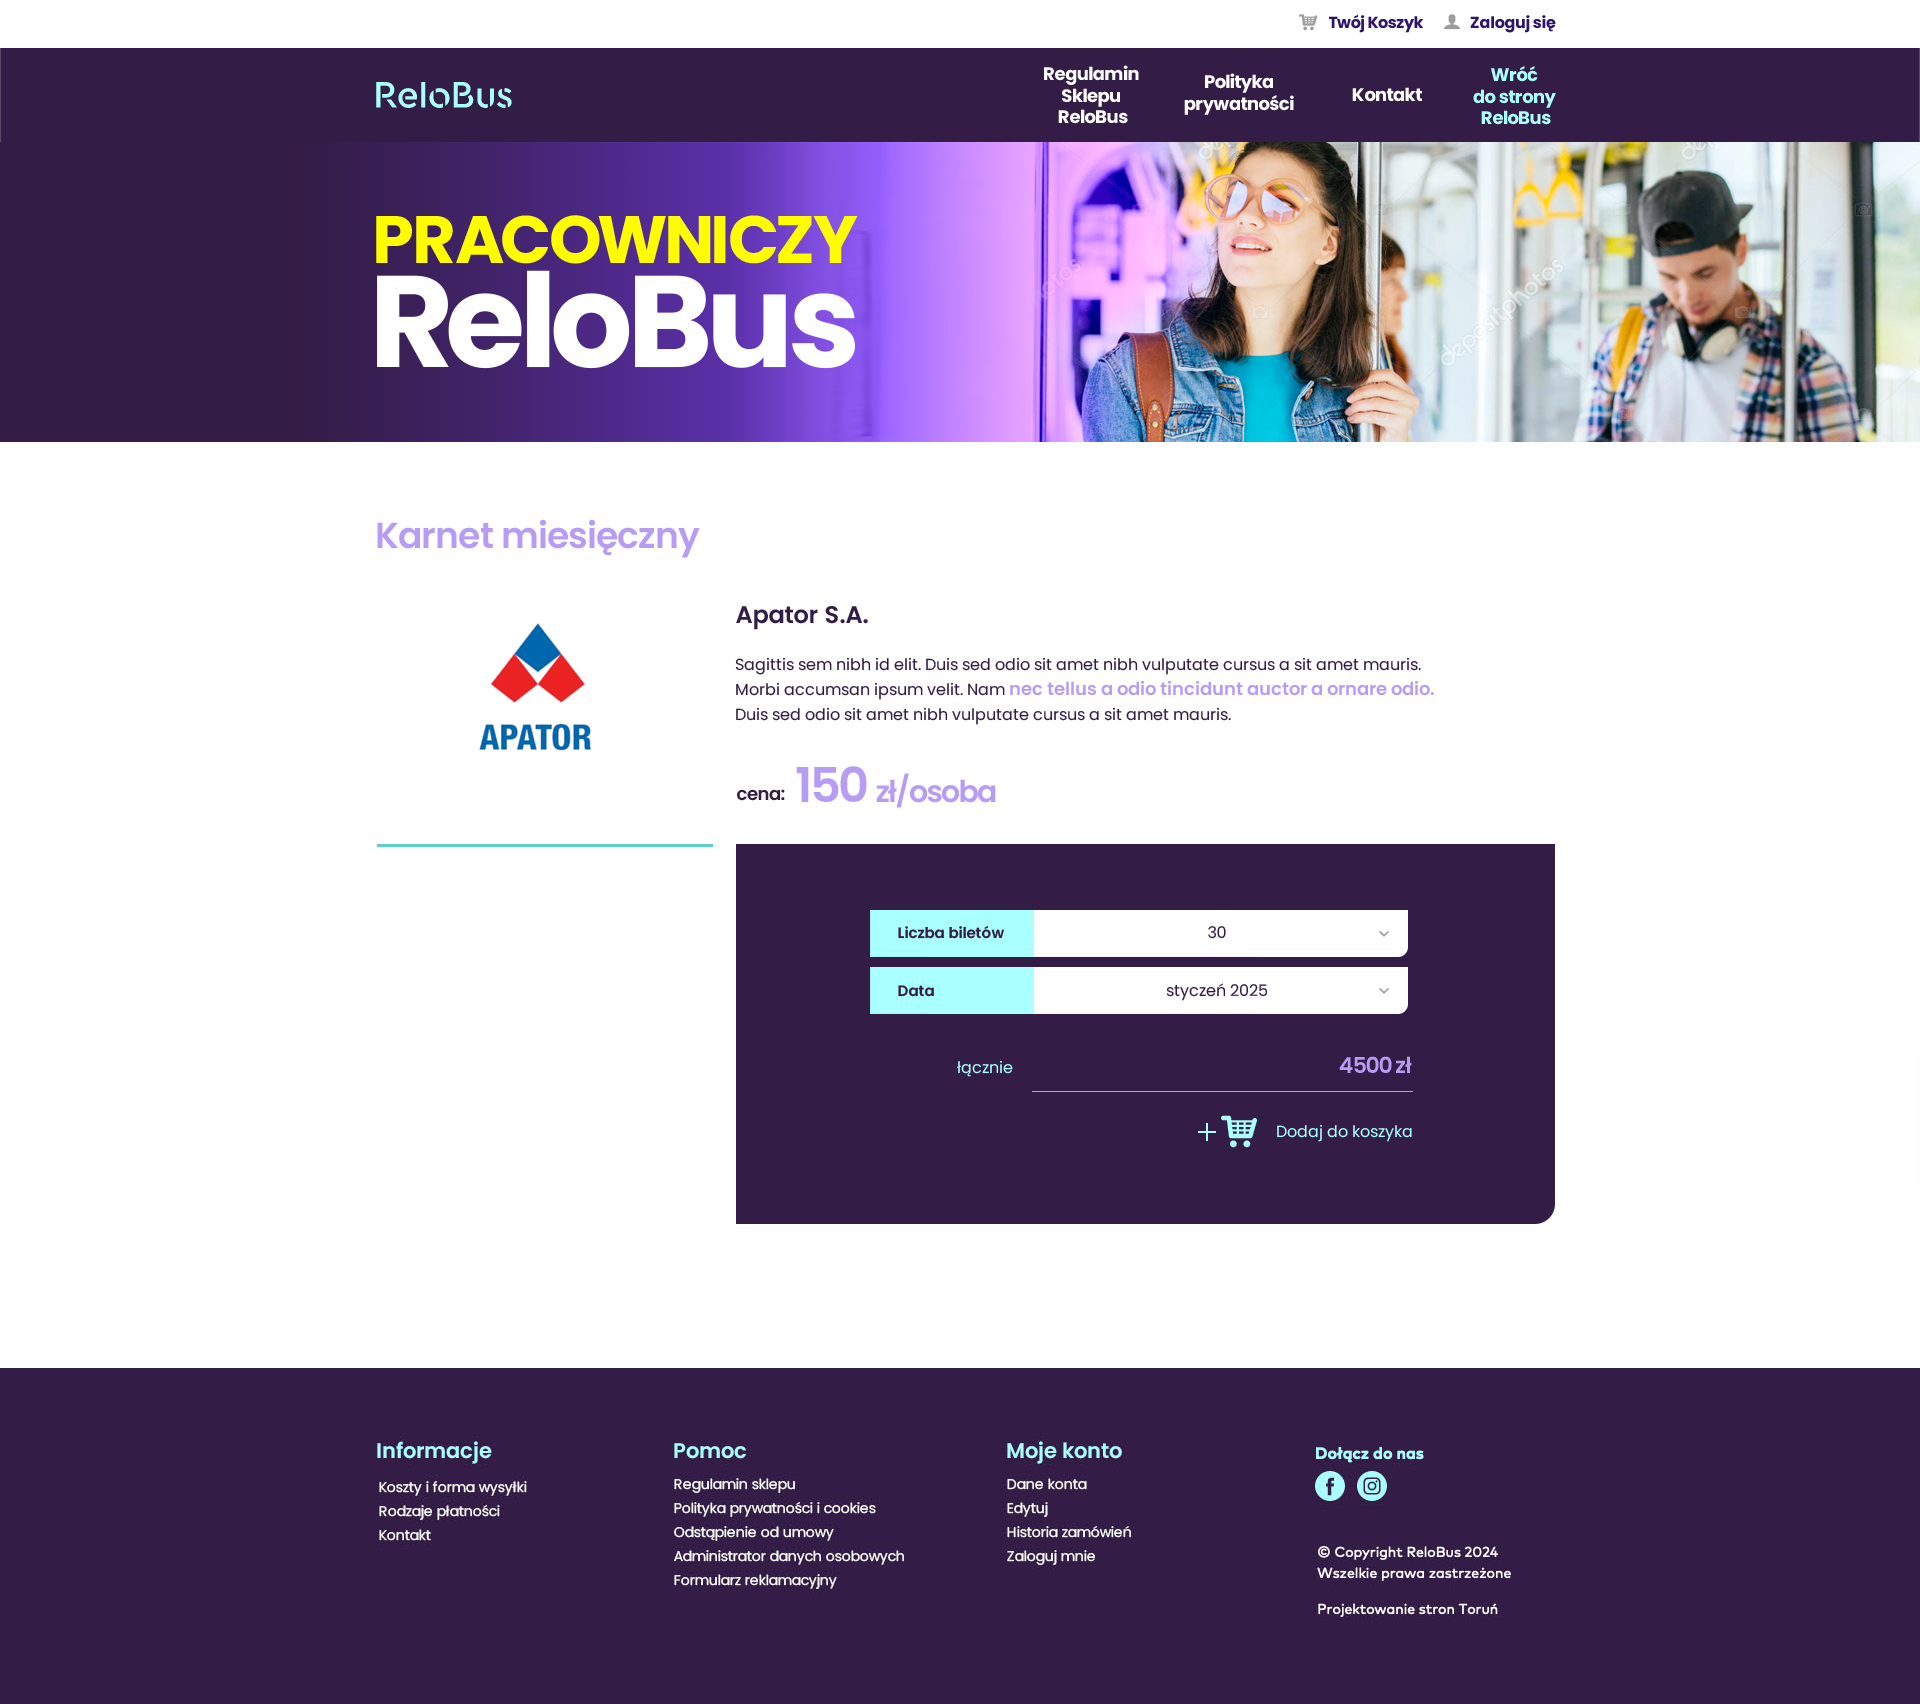 Twój Koszyk
Zaloguj się
ReloBus
Regulamin
Sklepu
ReloBus
Polityka
prywatności
Kontakt
Wróć
do strony
ReloBus
PRACOWNICZY
ReloBus
depositphotos
Karnet miesięczny
APATOR
Apator S.A.
Sagittis sem nibh id elit. Duis sed odio sit amet nibh vulputate cursus a sit amet mauris.
Morbi accumsan ipsum velit. Nam nec tellus a odio tincidunt auctor a ornare odio.
Duis sed odio sit amet nibh vulputate cursus a sit amet mauris.
cena: 150 zł/osoba
Liczba biletów 30
Data styczeń 2025
łącznie 4500 zł
Dodaj do koszyka
Informacje
Koszty i forma wysyłki
Rodzaje płatności
Kontakt
Pomoc
Regulamin sklepu
Polityka prywatności i cookies
Odstąpienie od umowy
Administrator danych osobowych
Formularz reklamacyjny
Moje konto
Dane konta
Edytuj
Historia zamówień
Zaloguj mnie
Dołącz do nas
© Copyright ReloBus 2024
Wszelkie prawa zastrzeżone
Projektowanie stron Toruń